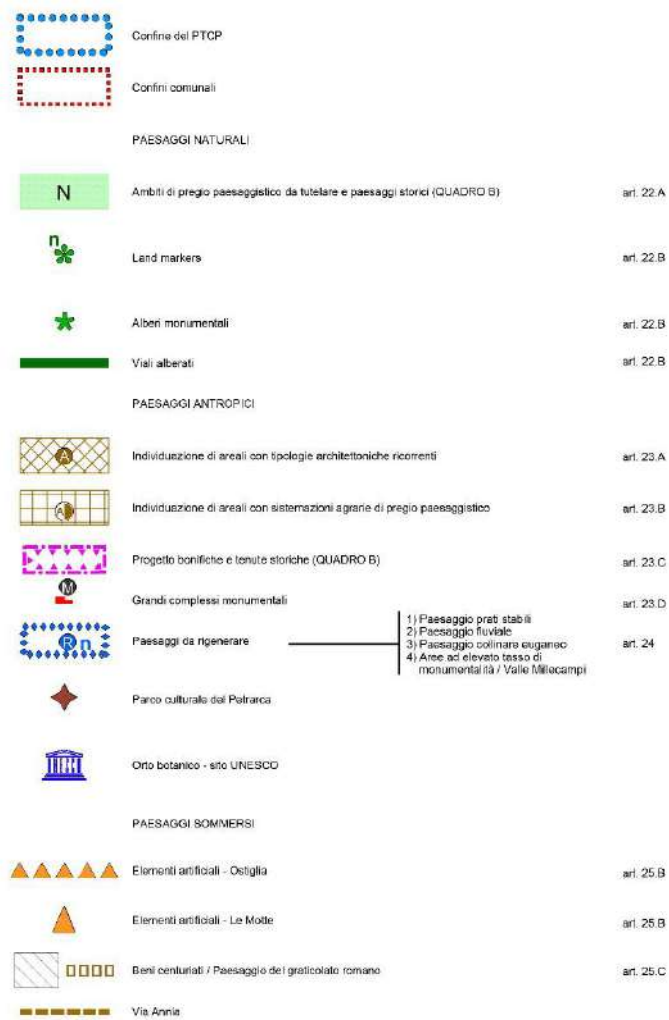 Confine del PTCP
Confini comunali
PAESAGGI NATURALI
N Ambiti di pregio paesaggistico da tutelare e paesaggi storici (QUADRO B) art. 22.A
n Land markers art. 22.B
Alberi monumentali art. 22.B
Viali alberati art. 22.B
PAESAGGI ANTROPICI
A Individuazione di areali con tipologie architettoniche ricorrenti art. 23.A
A Individuazione di areali con sistemazioni agrarie di pregio paesaggistico art. 23.B
Progetto bonifiche e tenute storiche (QUADRO B) art. 23.C
M Grandi complessi monumentali art. 23.D
R n Paesaggi da rigenerare art. 24
1) Paesaggio prati stabili
2) Paesaggio fluviale
3) Paesaggio collinare euganeo
4) Aree ad elevato tasso di
monumentalità / Valle Millecampi
Parco culturale del Petrarca
Orto botanico - sito UNESCO
PAESAGGI SOMMERSI
Elementi artificiali - Ostiglia art. 25.B
Elementi artificiali - Le Motte art. 25.B
Beni centuriati / Paesaggio del graticolato romano art. 25.C
Via Annia